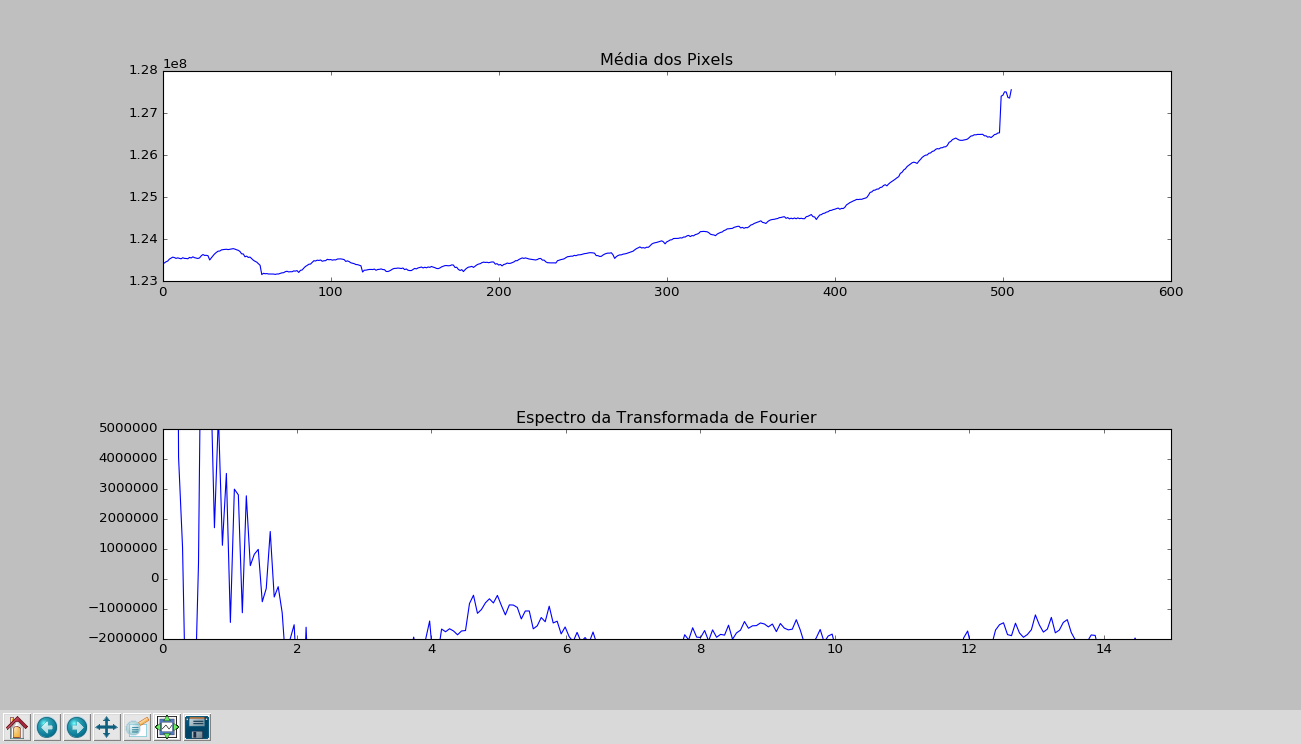 Média dos Pixels
1e8
1.28
1.27
1.26
1.25
1.24
1.23
0 100 200 300 400 500 600
Espectro da Transformada de Fourier
5000000
4000000
3000000
2000000
1000000
0
−1000000
−2000000
0 2 4 6 8 10 12 14